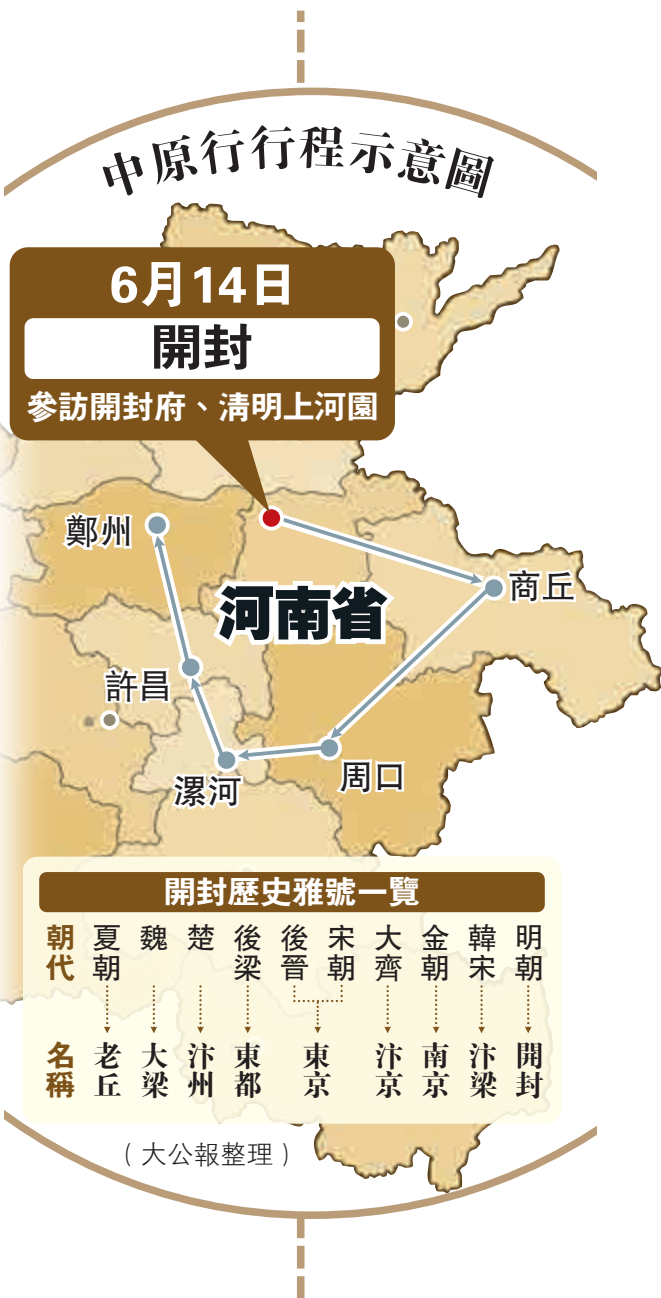 中原行行程示意圖
6月14日
開封
參訪開封府、清明上河園
鄭州
商丘
河南省
許昌
周口
漯河
開封歷史雅號一覽
朝代 夏朝 魏 楚 後梁 後晉 宋朝 大齊 金朝 韓宋 明朝
名稱 老丘 大梁 汴州 東都 東京 汴京 南京 汴梁 開封
（大公報整理）